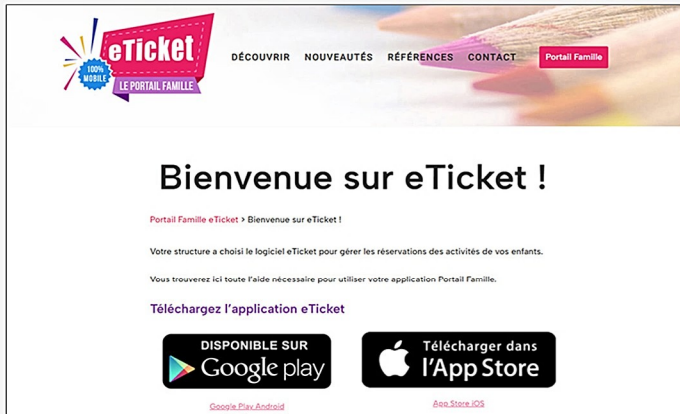 eTicket
100%
MOBILE
LE PORTAIL FAMILLE
DÉCOUVRIR NOUVEAUTÉS RÉFÉRENCES CONTACT Portail Famille
Bienvenue sur eTicket !
Portail Famille eTicket > Bienvenue sur eTicket !
Votre structure a choisi le logiciel eTicket pour gérer les réservations des activités de vos enfants.
Vous trouverez ici toute l'aide nécessaire pour utiliser votre application Portail Famille.
Téléchargez l'application eTicket
DISPONIBLE SUR
Google play
Télécharger dans
l'App Store
Google Play Android
App Store iOS